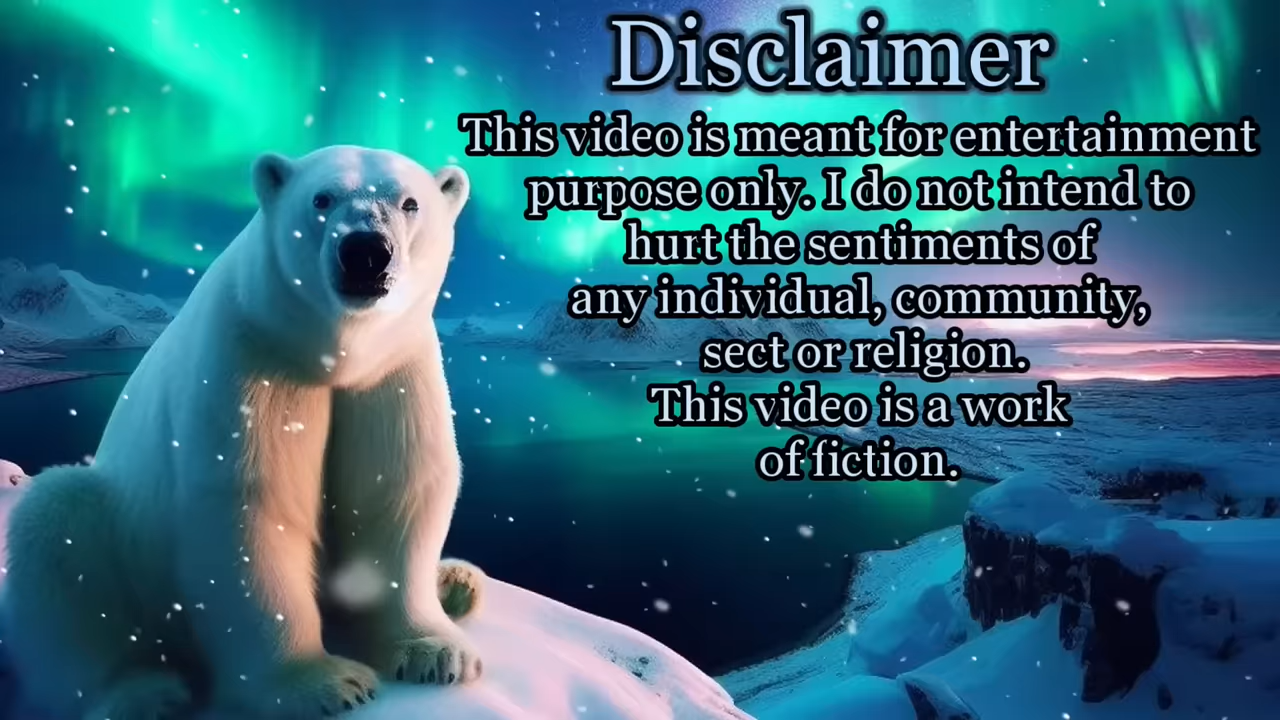 Disclaimer
This video is meant for entertainment
purpose only. I do not intend to
hurt the sentiments of
any individual, community,
sect or religion.
This video is a work
of fiction.